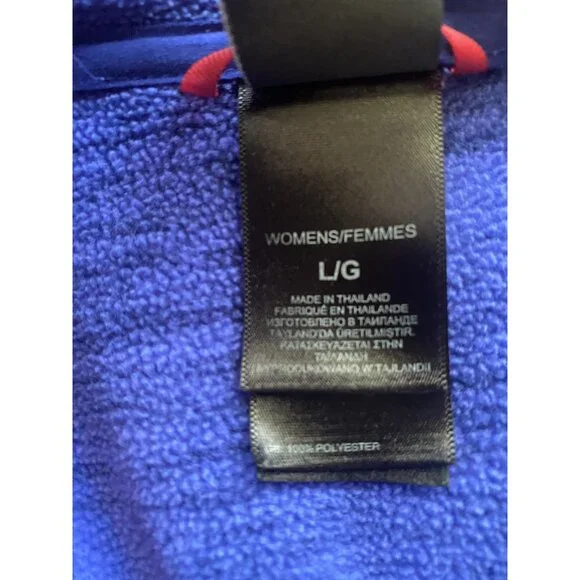 WOMENS/FEMMES
L/G
MADE IN THAILAND
FABRIQUÉ EN THAILANDE
ИЗГОТОВЛЕНО В ТАИЛАНДЕ
TAYLAND'DA ÜRETILMISTIR.
ΚΑΤΑΣΚΕΥΑΖΕΤΑΙ ΣΤΗΝ
ΤΑΪΛΑΝΔΗ
WYPRODUKOWANO W TAJLANDII
100% POLYESTER